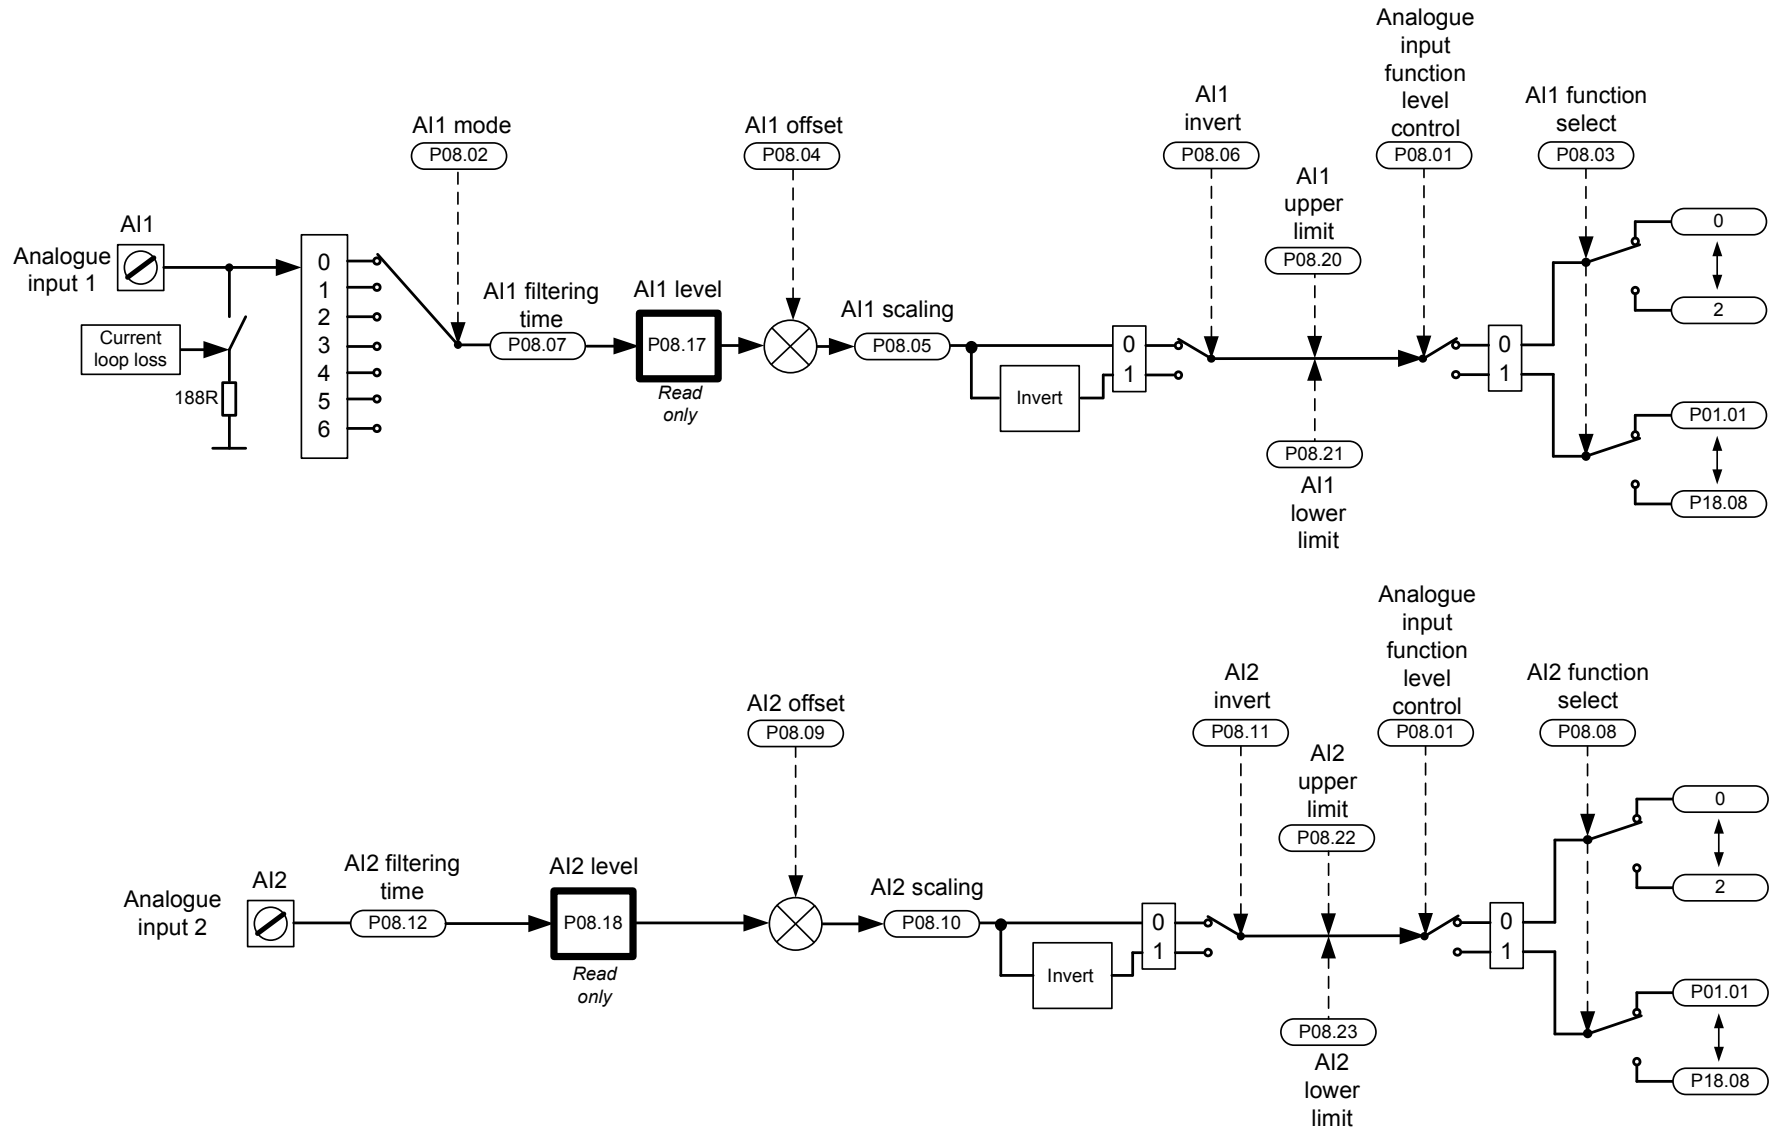 Analogue
input
function
level
control
P08.01
AI1
invert
P08.06
AI1 function
select
P08.03
AI1 mode
P08.02
AI1 offset
P08.04
AI1
upper
limit
P08.20
AI1
Analogue
input 1
0
1
2
3
4
5
6
Current
loop loss
188R
AI1 filtering
time
P08.07
AI1 level
P08.17
Read
only
AI1 scaling
P08.05
Invert
0
1
P08.21
AI1
lower
limit
0
1
0
2
P01.01
P18.08
Analogue
input
function
level
control
P08.01
AI2
invert
P08.11
AI2 function
select
P08.08
AI2 offset
P08.09
AI2
upper
limit
P08.22
Analogue
input 2
AI2
AI2 filtering
time
P08.12
AI2 level
P08.18
Read
only
AI2 scaling
P08.10
Invert
0
1
P08.23
AI2
lower
limit
0
1
0
2
P01.01
P18.08